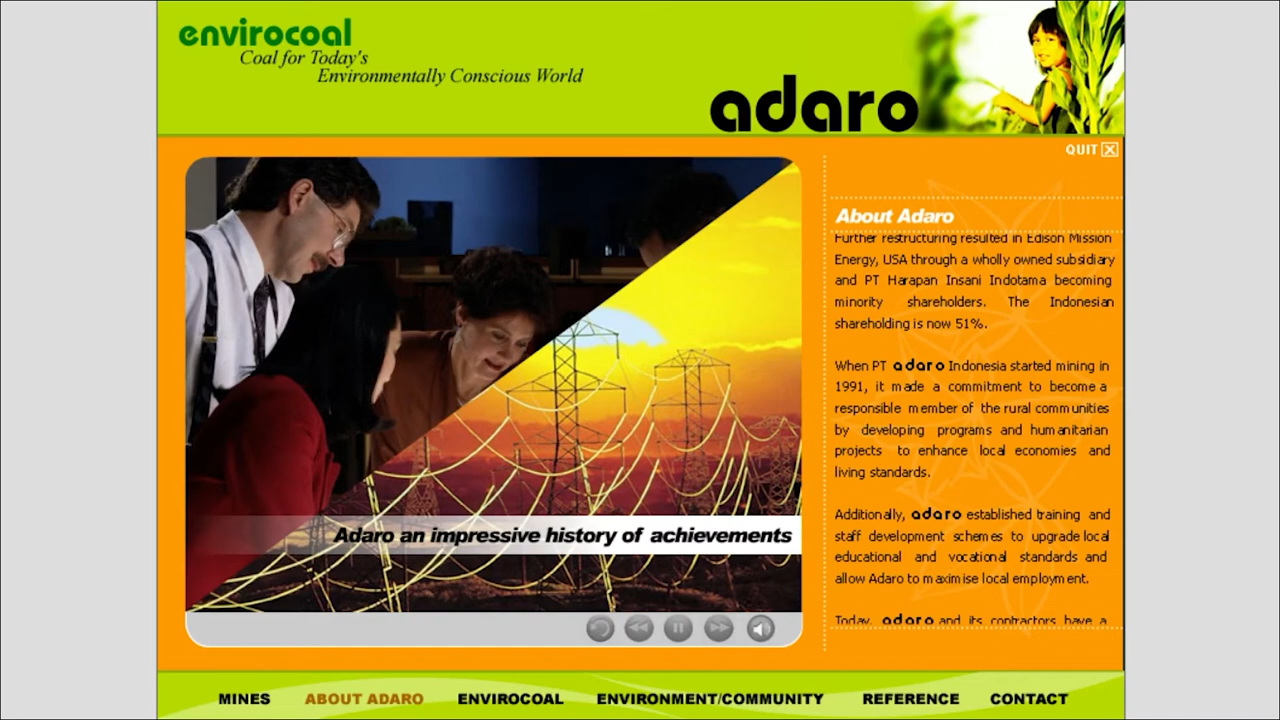 envirocoal
Coal for Today's
Environmentally Conscious World
adaro
QUIT
About Adaro
Further restructuring resulted in Edison Mission
Energy, USA through a wholly owned subsidiary
and PT Harapan Insani Indotama becoming
minority shareholders. The Indonesian
shareholding is now 51%.
When PT adaro Indonesia started mining in
1991, it made a commitment to become a
responsible member of the rural communities
by developing programs and humanitarian
projects to enhance local economies and
living standards.
Additionally, adaro established training and
staff development schemes to upgrade local
educational and vocational standards and
allow Adaro to maximise local employment.
Today, adaro and its contractors have a
Adaro an impressive history of achievements
MINES ABOUT ADARO ENVIROCOAL ENVIRONMENT/COMMUNITY REFERENCE CONTACT